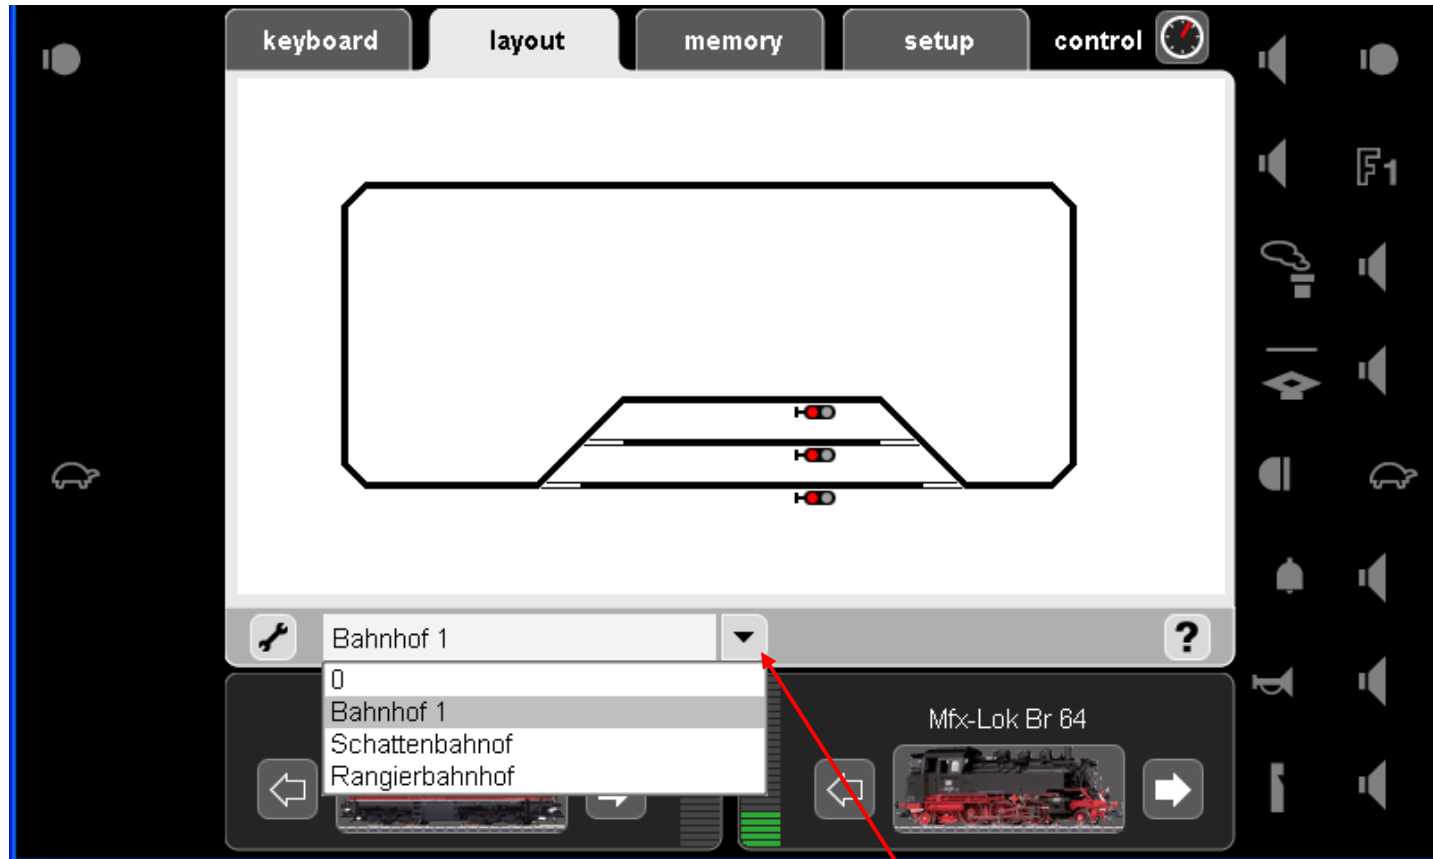 keyboard
layout
memory
setup
control
F1
Bahnhof 1
?
0
Bahnhof 1
Schattenbahnof
Rangierbahnhof
Mfx-Lok Br 64